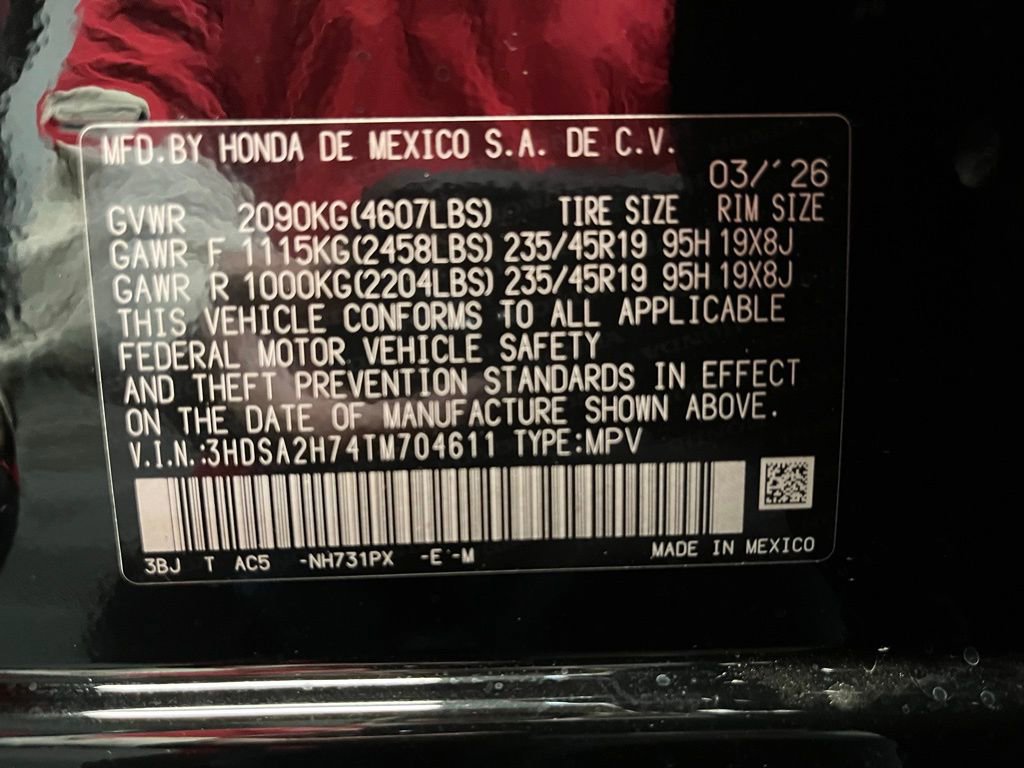 MFD.BY HONDA DE MEXICO S.A. DE C.V.
03/'26
GVWR 2090KG(4607LBS) TIRE SIZE RIM SIZE
GAWR F 1115KG(2458LBS) 235/45R19 95H 19X8J
GAWR R 1000KG(2204LBS) 235/45R19 95H 19X8J
THIS VEHICLE CONFORMS TO ALL APPLICABLE
FEDERAL MOTOR VEHICLE SAFETY
AND THEFT PREVENTION STANDARDS IN EFFECT
ON THE DATE OF MANUFACTURE SHOWN ABOVE.
V.I.N.:3HDSA2H74TM704611 TYPE:MPV
3BJ T AC5 -NH731PX -E -M MADE IN MEXICO